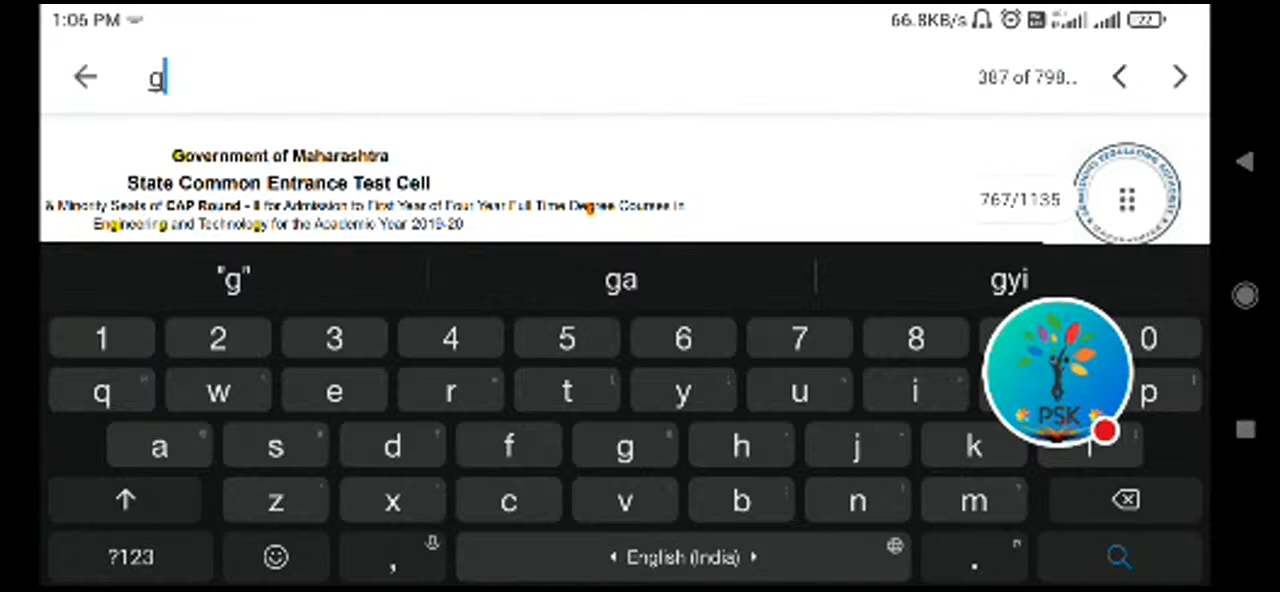 1:06 PM
66.8KB/s 22
g
387 of 798..
Government of Maharashtra
State Common Entrance Test Cell
& Minority Seats of CAP Round - II for Admission to First Year of Four Year Full Time Degree Courses in
Engineering and Technology for the Academic Year 2019-20
767/1135
"g" ga gyi
1 2 3 4 5 6 7 8 0
q w e r t y u i p
PSK
a s d f g h j k l
z x c v b n m
?123 , English (India) .